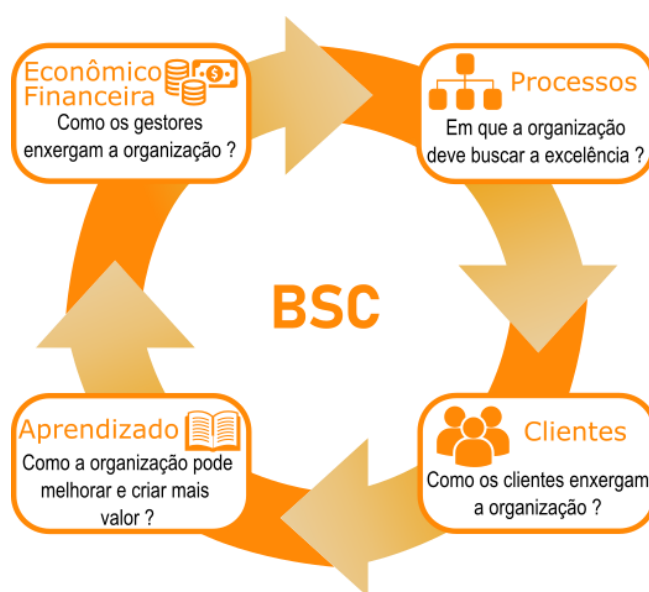 Econômico
Financeira
Como os gestores
enxergam a organização ?
Processos
Em que a organização
deve buscar a excelência ?
BSC
Aprendizado
Como a organização pode
melhorar e criar mais
valor ?
Clientes
Como os clientes enxergam
a organização ?